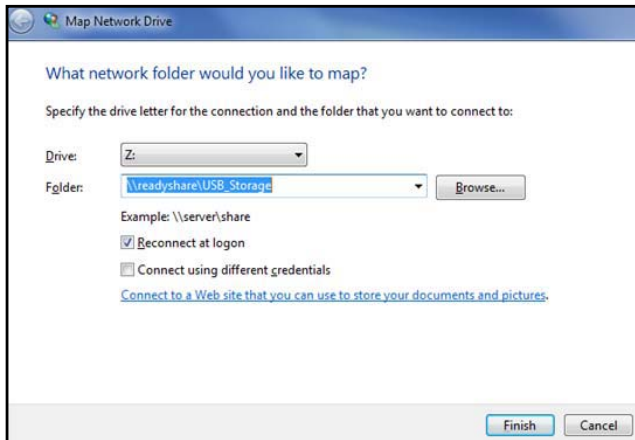 Map Network Drive
What network folder would you like to map?
Specify the drive letter for the connection and the folder that you want to connect to:
Drive: Z:
Folder: \\readyshare\USB_Storage Browse...
Example: \\server\share
Reconnect at logon
Connect using different credentials
Connect to a Web site that you can use to store your documents and pictures.
Finish Cancel